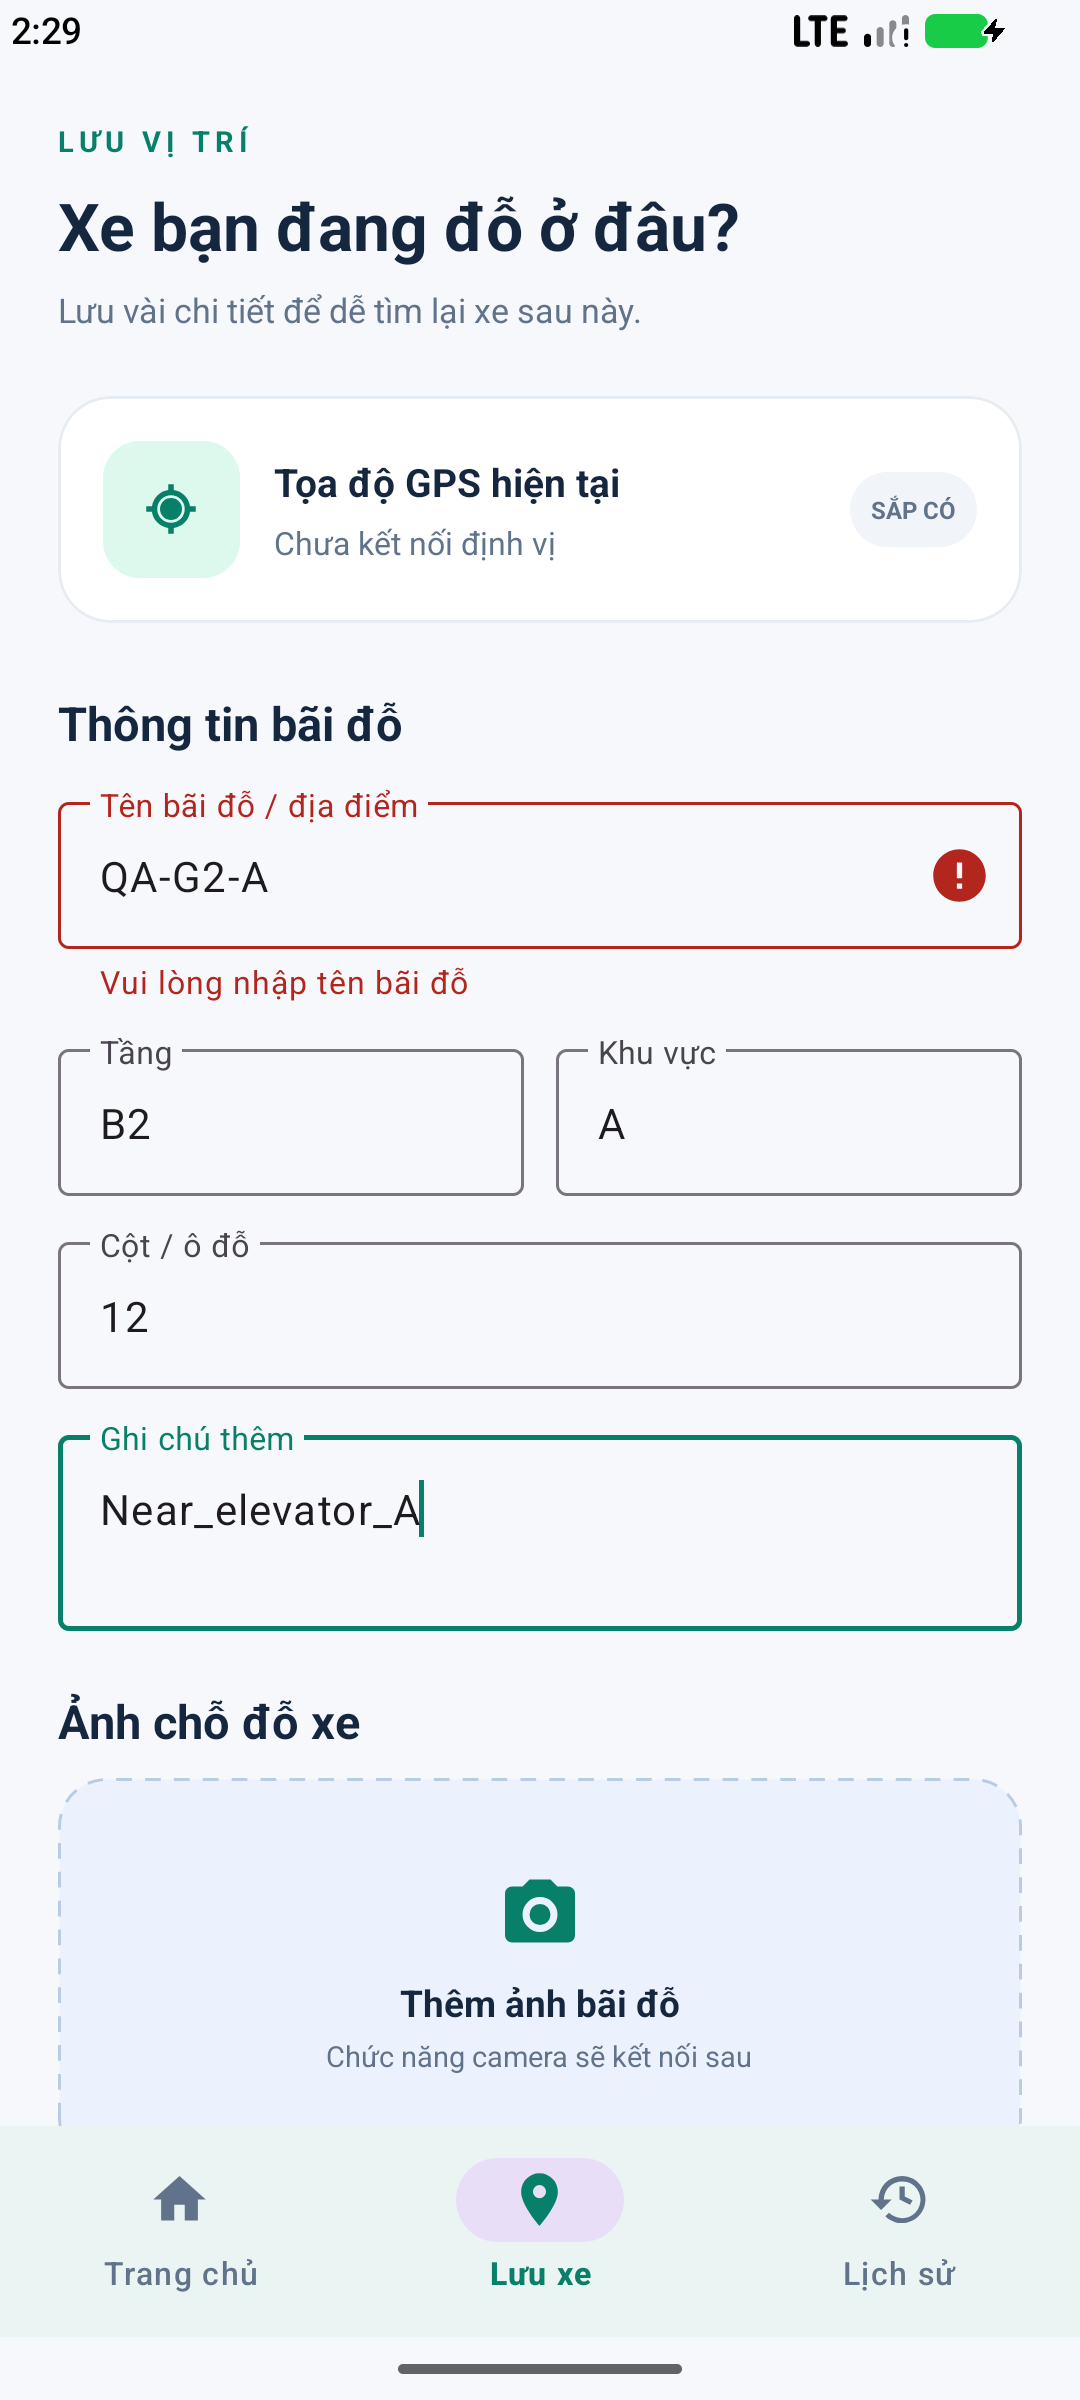 2:29
LTE
LƯU VỊ TRÍ
Xe bạn đang đỗ ở đâu?
Lưu vài chi tiết để dễ tìm lại xe sau này.
Tọa độ GPS hiện tại
Chưa kết nối định vị
SẮP CÓ
Thông tin bãi đỗ
Tên bãi đỗ / địa điểm
QA-G2-A
Vui lòng nhập tên bãi đỗ
Tầng
B2
Khu vực
A
Cột / ô đỗ
12
Ghi chú thêm
Near_elevator_A
Ảnh chỗ đỗ xe
Thêm ảnh bãi đỗ
Chức năng camera sẽ kết nối sau
Trang chủ
Lưu xe
Lịch sử